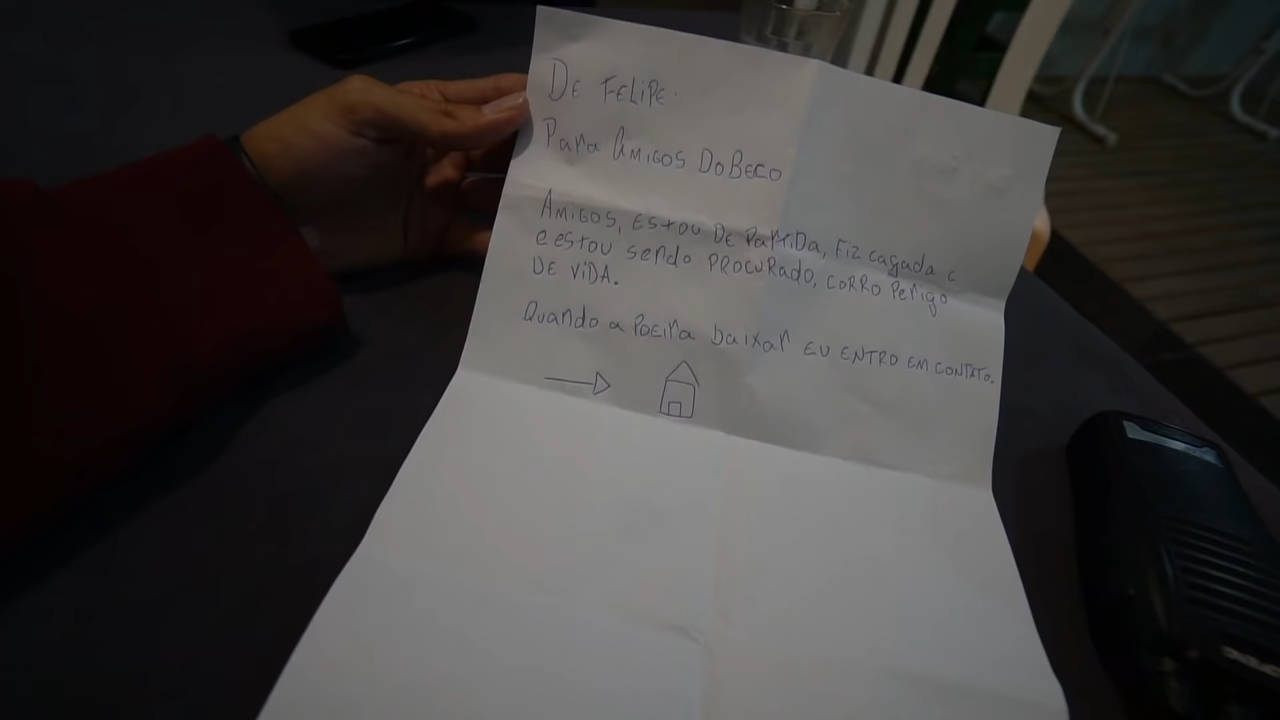 DE FELIPE.
Para AMIGOS DO BECO
AMIGOS, ESTOU DE PARTIDA, FIZ cagada e
e estou sendo PROCURADO, CORRO PERIGO
DE VIDA.
Quando a POEIRA baixar EU ENTRO EM CONTATO.